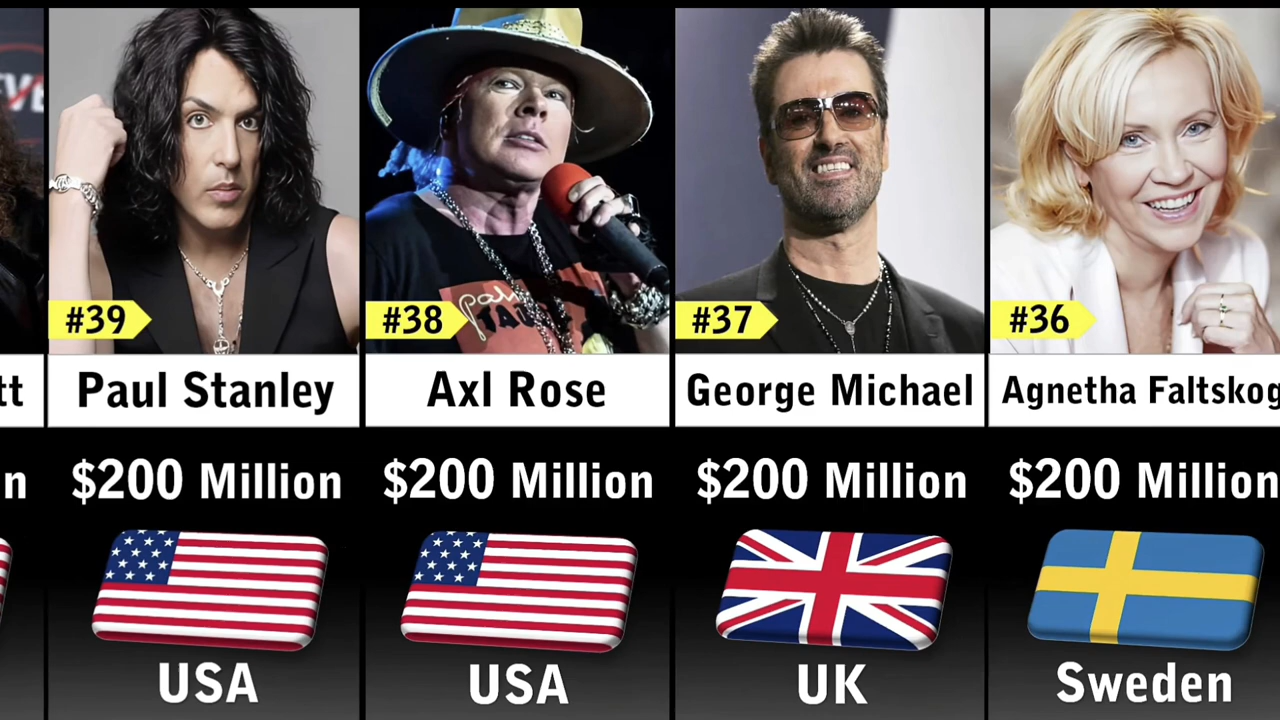 #39
#38
#37
#36
tt
Paul Stanley
Axl Rose
George Michael
Agnetha Faltskog
n
$200 Million
$200 Million
$200 Million
$200 Million
USA
USA
UK
Sweden